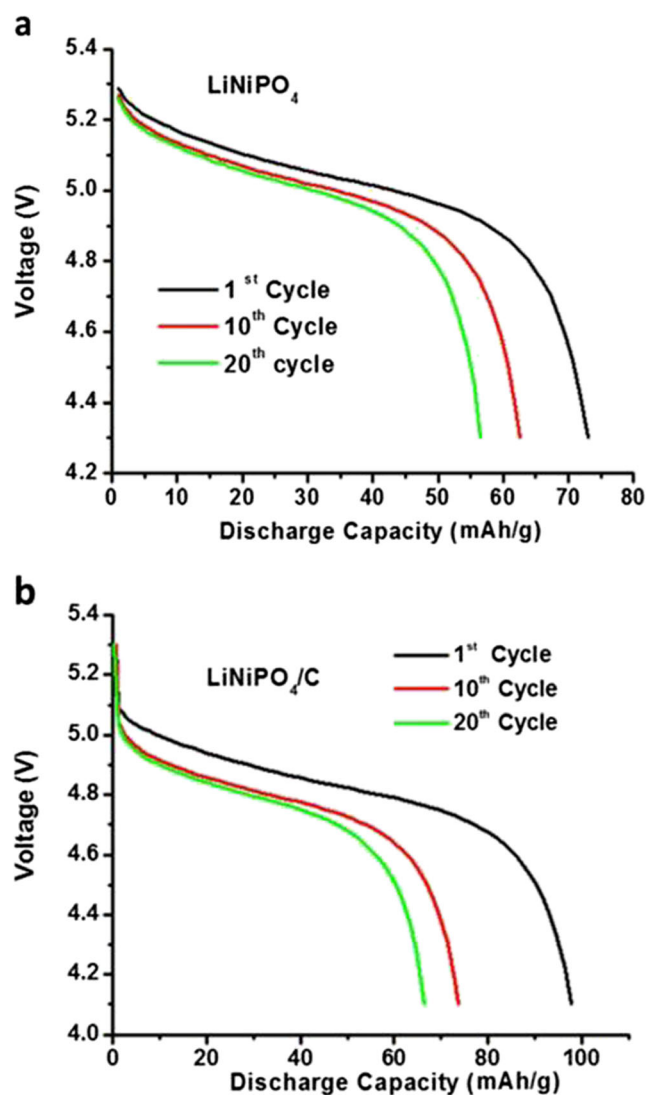 a
5.4
5.2
5.0
4.8
4.6
4.4
4.2
Voltage (V)
LiNiPO₄
1ˢᵗ Cycle
10ᵗʰ Cycle
20ᵗʰ cycle
0 10 20 30 40 50 60 70 80
Discharge Capacity (mAh/g)
b
5.4
5.2
5.0
4.8
4.6
4.4
4.2
4.0
Voltage (V)
LiNiPO₄/C
1ˢᵗ Cycle
10ᵗʰ Cycle
20ᵗʰ Cycle
0 20 40 60 80 100
Discharge Capacity (mAh/g)